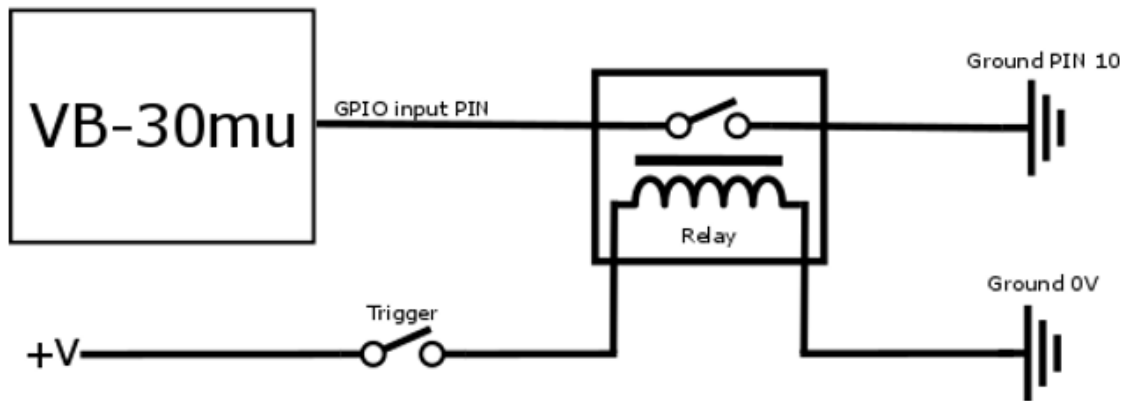 Ground PIN 10
VB-30mu
GPIO input PIN
Relay
Ground 0V
Trigger
+V